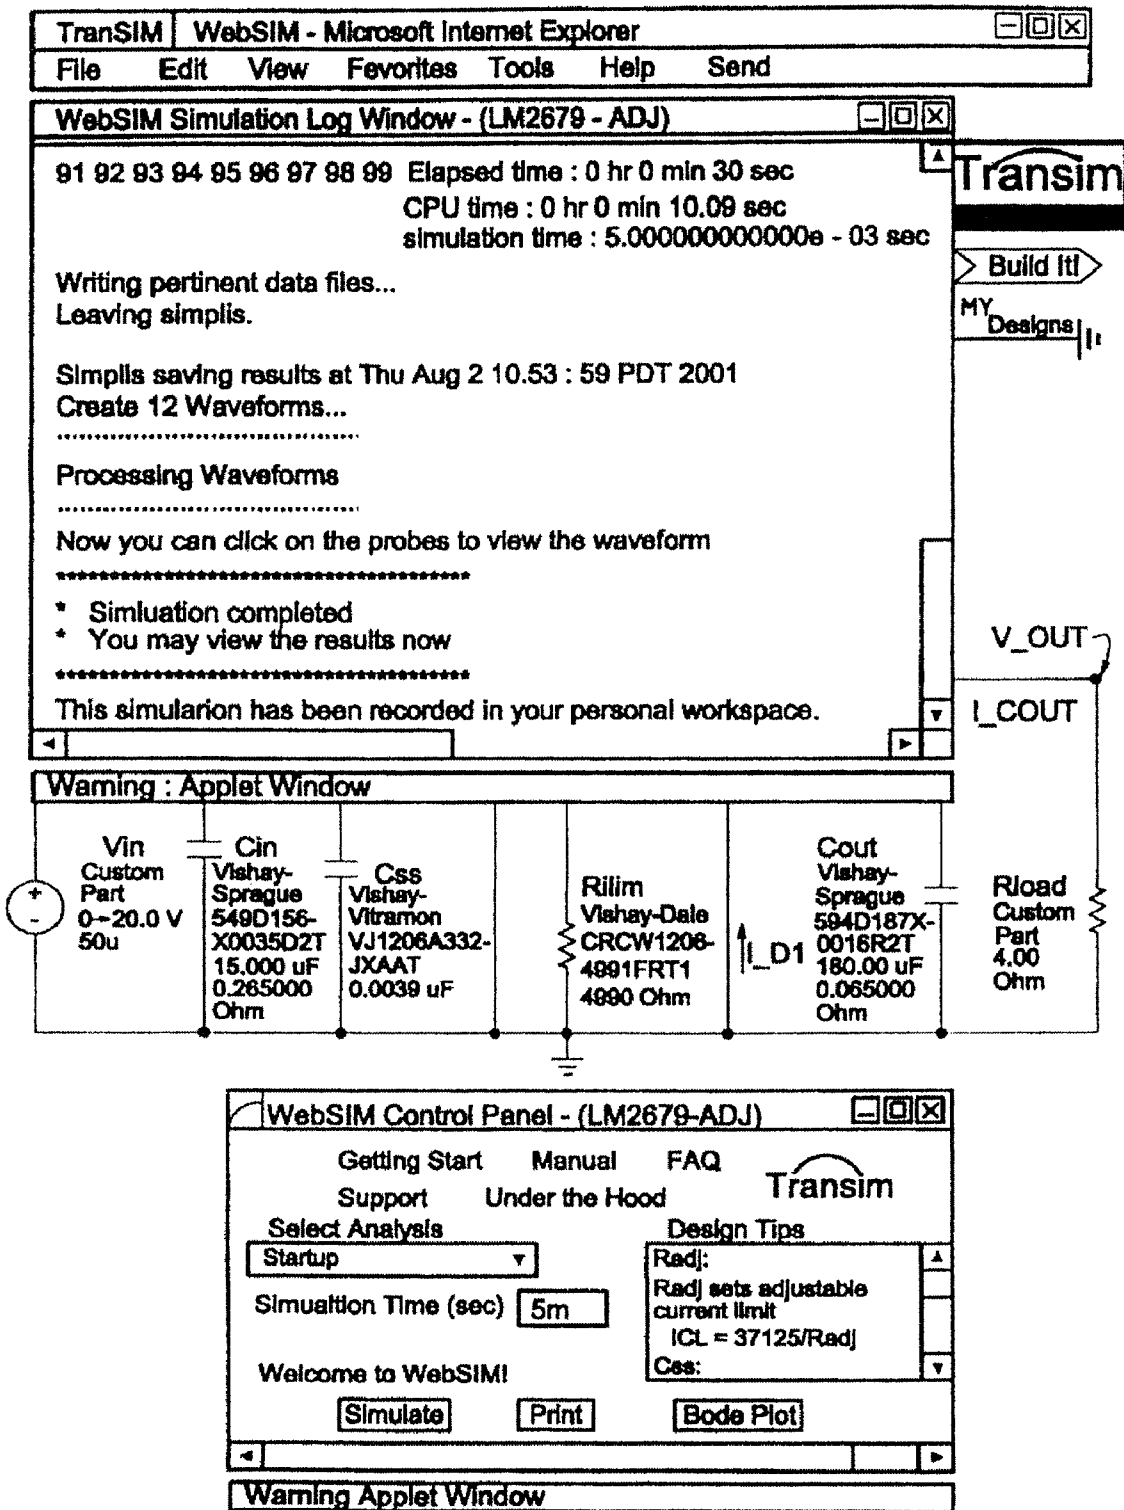 TranSIM WebSIM - Microsoft Internet Explorer
File Edit View Fevorites Tools Help Send
WebSIM Simulation Log Window - (LM2679 - ADJ)
91 92 93 94 95 96 97 98 99 Elapsed time : 0 hr 0 min 30 sec
CPU time : 0 hr 0 min 10.09 sec
simulation time : 5.0000000000000e - 03 sec
Writing pertinent data files...
Leaving simplis.
Simplis saving results at Thu Aug 2 10.53 : 59 PDT 2001
Create 12 Waveforms...
Processing Waveforms
Now you can click on the probes to view the waveform
****************************************
* Simluation completed
* You may view the results now
****************************************
This simularion has been recorded in your personal workspace.
Transim
Build It!
MY
Designs
V_OUT
I_COUT
Warning : Applet Window
Vin
Custom
Part
0→20.0 V
50u
Cin
Vishay-
Sprague
549D156-
X0035D2T
15.000 uF
0.265000
Ohm
Css
Vishay-
Vitramon
VJ1206A332-
JXAAT
0.0039 uF
Rilim
Vishay-Dale
CRCW1206-
4991FRT1
4990 Ohm
I_D1
Cout
Vishay-
Sprague
594D187X-
0016R2T
180.00 uF
0.065000
Ohm
Rload
Custom
Part
4.00
Ohm
WebSIM Control Panel - (LM2679-ADJ)
Getting Start Manual FAQ
Support Under the Hood
Transim
Select Analysis
Startup
Simualtion Time (sec) 5m
Welcome to WebSIM!
Design Tips
Radj:
Radj sets adjustable
current limit
ICL = 37125/Radj
Css:
Simulate Print Bode Plot
Warning Applet Window